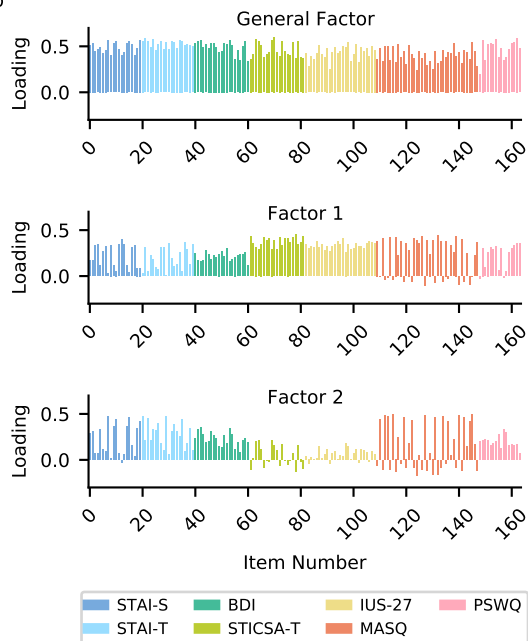 General Factor
Loading
0.5
0.0
0 20 40 60 80 100 120 140 160
Factor 1
Loading
0.5
0.0
0 20 40 60 80 100 120 140 160
Factor 2
Loading
0.5
0.0
0 20 40 60 80 100 120 140 160
Item Number
STAI-S BDI IUS-27 PSWQ
STAI-T STICSA-T MASQ